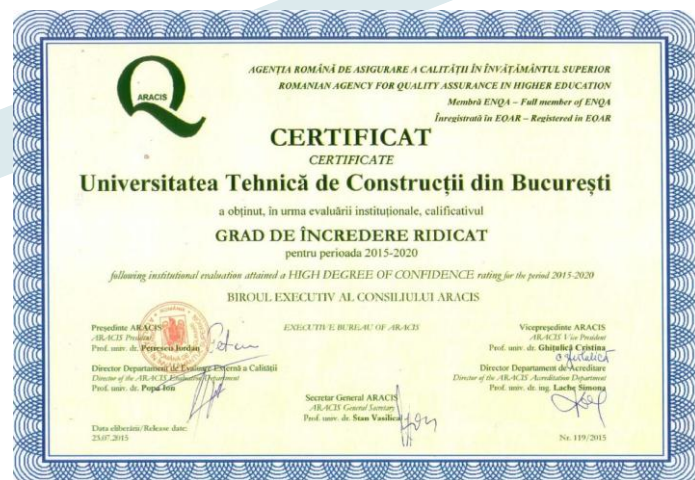 ARACIS
AGENȚIA ROMÂNĂ DE ASIGURARE A CALITĂȚII ÎN ÎNVĂȚĂMÂNTUL SUPERIOR
ROMANIAN AGENCY FOR QUALITY ASSURANCE IN HIGHER EDUCATION
Membră ENQA – Full member of ENQA
Înregistrată în EQAR – Registered in EQAR
CERTIFICAT
CERTIFICATE
Universitatea Tehnică de Construcții din București
a obținut, în urma evaluării instituționale, calificativul
GRAD DE ÎNCREDERE RIDICAT
pentru perioada 2015-2020
following institutional evaluation attained a HIGH DEGREE OF CONFIDENCE rating for the period 2015-2020
BIROUL EXECUTIV AL CONSILIULUI ARACIS
EXECUTIVE BUREAU OF ARACIS
Președinte ARACIS
ARACIS President
Prof. univ. dr. Petrescu Iordan
Vicepreședinte ARACIS
ARACIS Vice President
Prof. univ. dr. Ghițalică Cristina
Director Departament de Evaluare Externă a Calității
Director of the ARACIS Evaluation Department
Prof. univ. dr. Popa Ion
Director Departament de Acreditare
Director of the ARACIS Accreditation Department
Prof. univ. dr. ing. Lache Simona
Secretar General ARACIS
ARACIS General Secretary
Prof. univ. dr. Stan Vasilica
Data eliberării/Release date:
23.07.2015
Nr. 119/2015